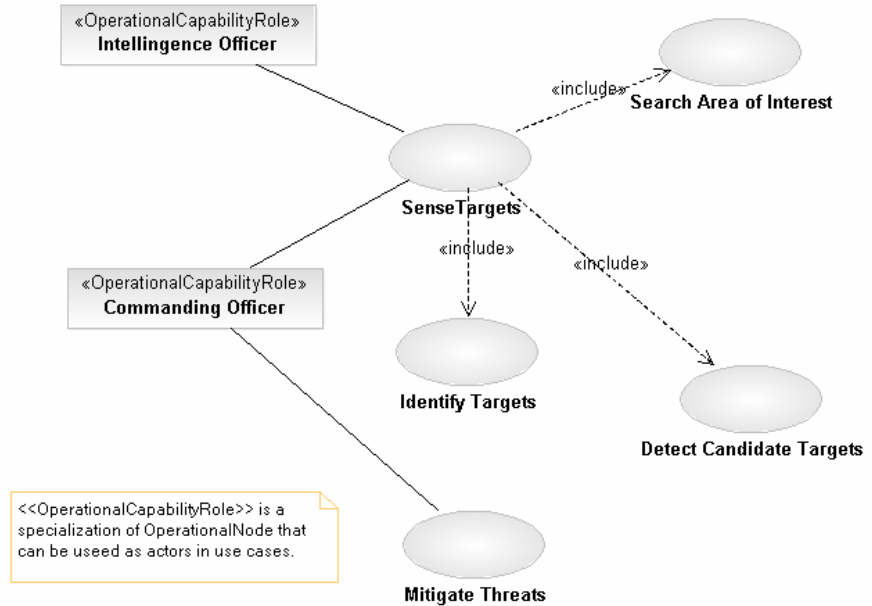 «OperationalCapabilityRole»
Intellingence Officer
«include»
Search Area of Interest
SenseTargets
«include»
«include»
«OperationalCapabilityRole»
Commanding Officer
Identify Targets
Detect Candidate Targets
<<OperationalCapabilityRole>> is a
specialization of OperationalNode that
can be useed as actors in use cases.
Mitigate Threats